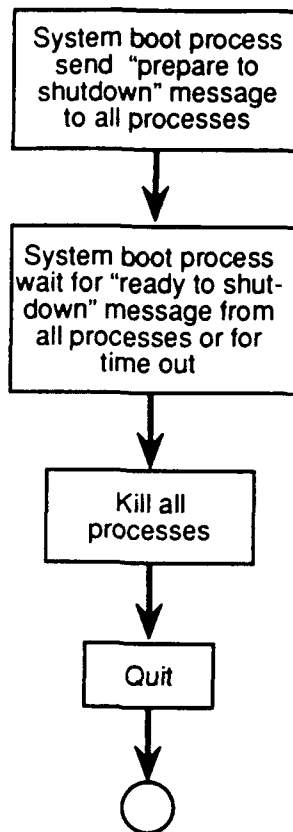 System boot process
send "prepare to
shutdown" message
to all processes
System boot process
wait for "ready to shut-
down" message from
all processes or for
time out
Kill all
processes
Quit